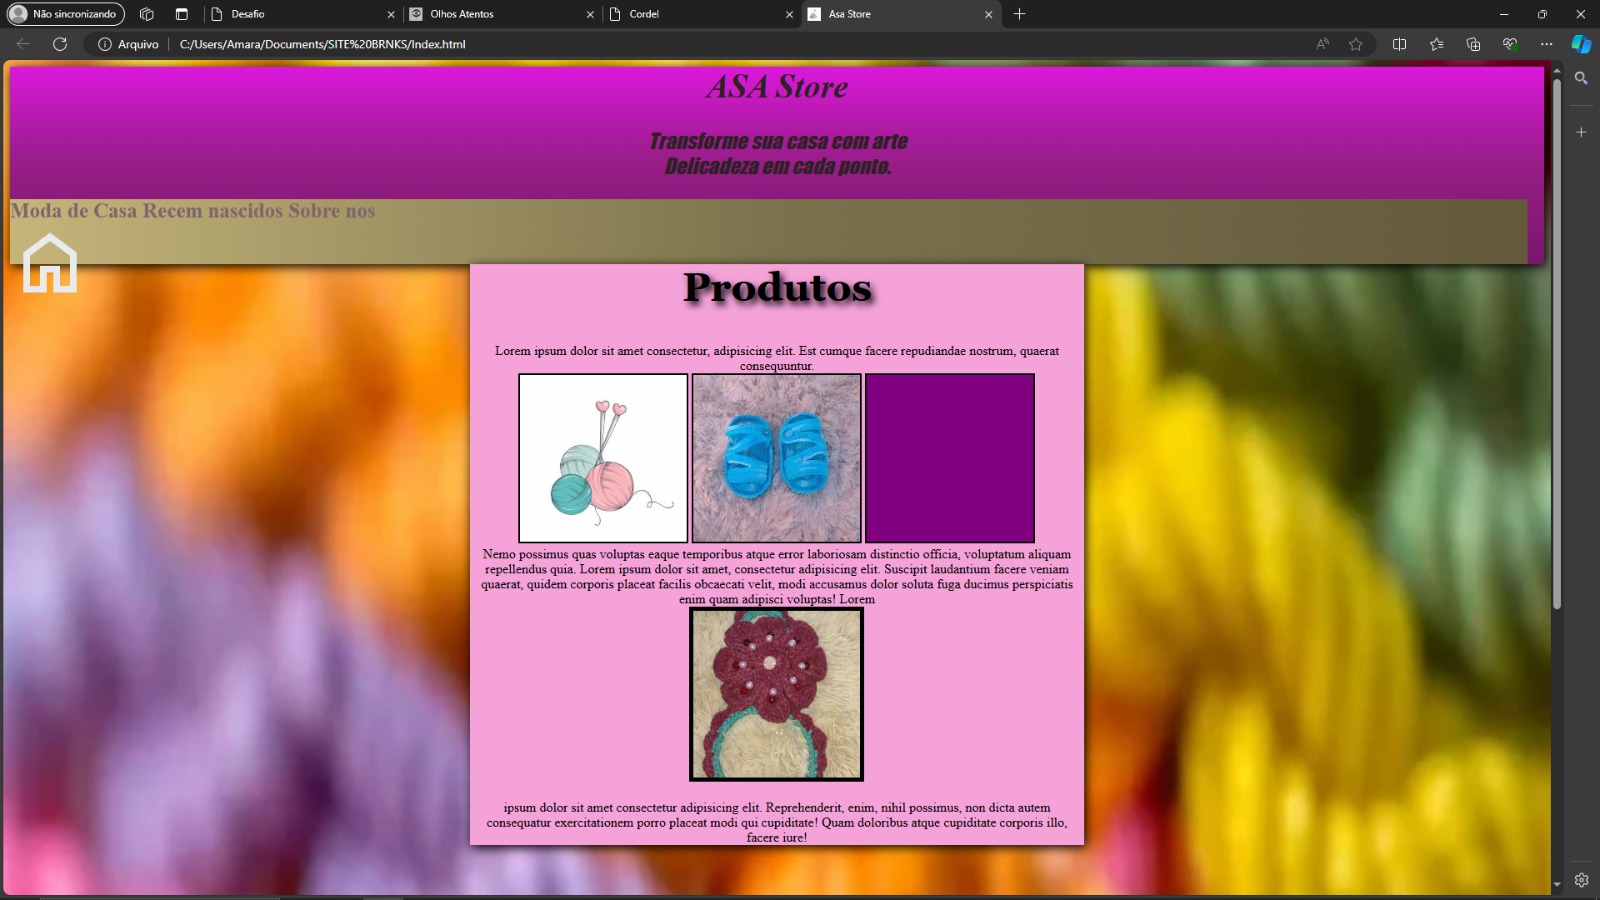 Não sincronizando
Desafio
Olhos Atentos
Cordel
Asa Store
Arquivo
C:/Users/Amara/Documents/SITE%20BRNKS/Index.html
ASA Store
Transforme sua casa com arte
Delicadeza em cada ponto.
Moda de Casa Recem nascidos Sobre nos
Produtos
Lorem ipsum dolor sit amet consectetur, adipisicing elit. Est cumque facere repudiandae nostrum, quaerat
consequuntur.
Nemo possimus quas voluptas eaque temporibus atque error laboriosam distinctio officia, voluptatum aliquam
repellendus quia. Lorem ipsum dolor sit amet, consectetur adipisicing elit. Suscipit laudantium facere veniam
quaerat, quidem corporis placeat facilis obcaecati velit, modi accusamus dolor soluta fuga ducimus perspiciatis
enim quam adipisci voluptas! Lorem
ipsum dolor sit amet consectetur adipisicing elit. Reprehenderit, enim, nihil possimus, non dicta autem
consequatur exercitationem porro placeat modi qui cupiditate! Quam doloribus atque cupiditate corporis illo,
facere iure!